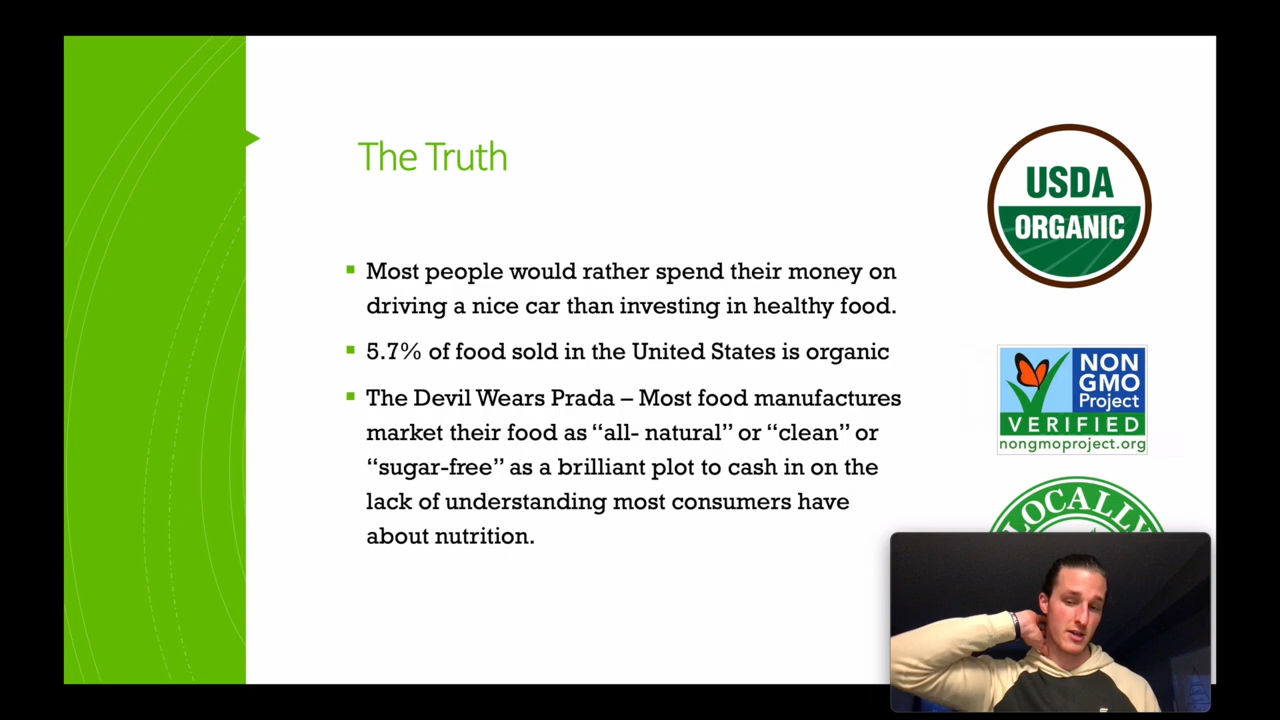 The Truth
Most people would rather spend their money on
driving a nice car than investing in healthy food.
5.7% of food sold in the United States is organic
The Devil Wears Prada – Most food manufactures
market their food as “all- natural” or “clean” or
“sugar-free” as a brilliant plot to cash in on the
lack of understanding most consumers have
about nutrition.
USDA
ORGANIC
NON
GMO
Project
VERIFIED
nongmoproject.org
LOCALLY